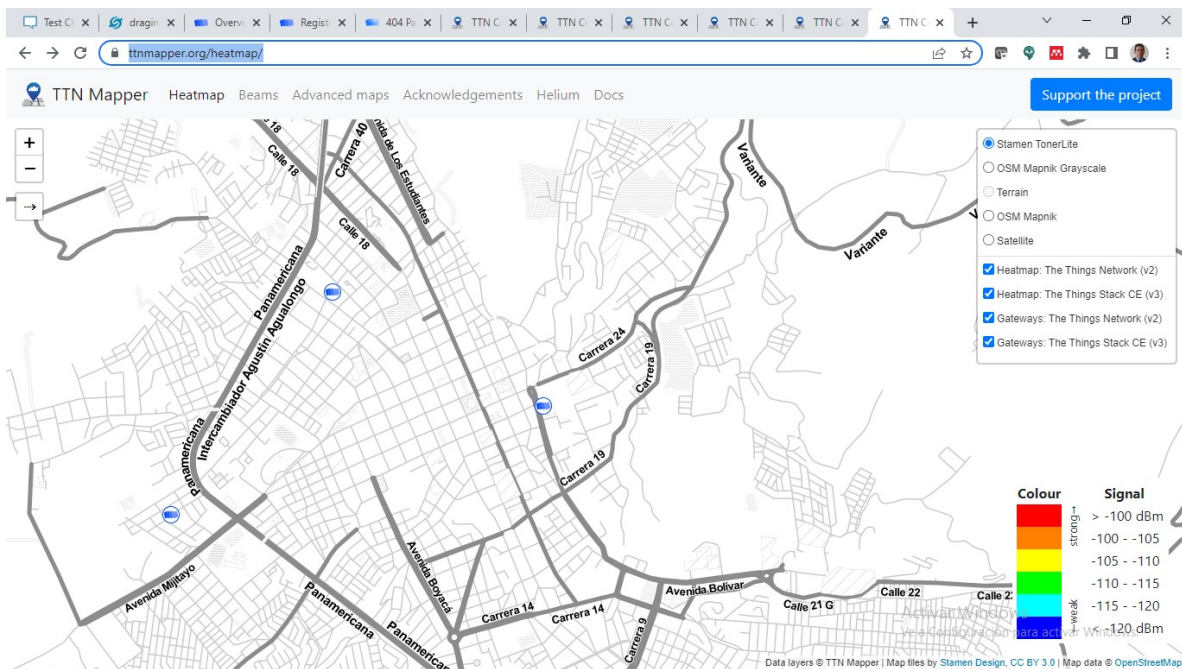 Test Cl
dragin
Overvi
Regist
404 Pa
TTN C
TTN C
TTN C
TTN C
TTN C
TTN C
ttnmapper.org/heatmap/
TTN Mapper Heatmap Beams Advanced maps Acknowledgements Helium Docs Support the project
+
−
Stamen TonerLite
OSM Mapnik Grayscale
Terrain
OSM Mapnik
Satellite
Heatmap: The Things Network (v2)
Heatmap: The Things Stack CE (v3)
Gateways: The Things Network (v2)
Gateways: The Things Stack CE (v3)
Calle 18
Carrera 40
nida de Los Estudiantes
Calle 18
Variante
Variante
Panamericana
Intercambiador Agustín Agualongo
Panamericana
Carrera 24
Carrera 19
Carrera 19
Avenida Mijitayo
Avenida Boyacá
Panamericana
Panamerica
Carrera 14
Carrera 14
Carrera 9
Avenida Bolívar
Calle 21 G
Calle 22
Calle 2
Colour Signal
strong→
> -100 dBm
-100 - -105
-105 - -110
-110 - -115
-115 - -120
< -120 dBm
←weak
Activar Windows
Ve a Configuración para activar Windows.
Data layers © TTN Mapper | Map tiles by Stamen Design, CC BY 3.0 | Map data © OpenStreetMap